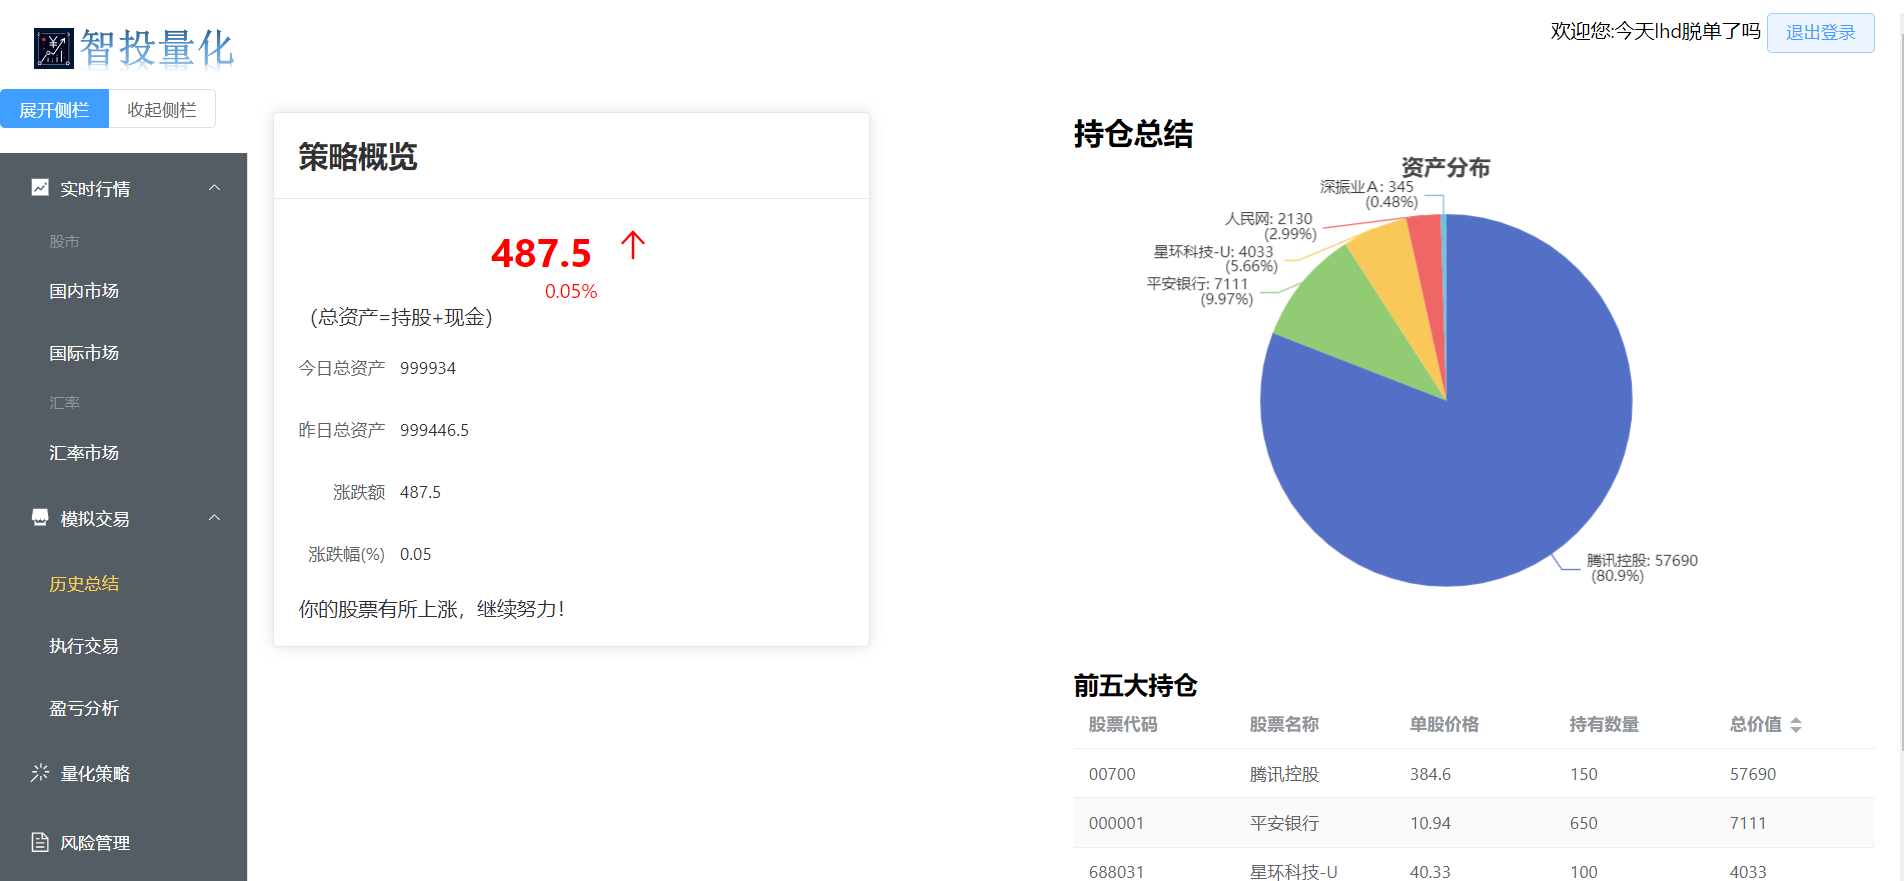 智投量化
欢迎您:今天lhd脱单了吗 退出登录
展开侧栏 收起侧栏
实时行情
股市
国内市场
国际市场
汇率
汇率市场
模拟交易
历史总结
执行交易
盈亏分析
量化策略
风险管理
策略概览
487.5
0.05%
(总资产=持股+现金)
今日总资产 999934
昨日总资产 999446.5
涨跌额 487.5
涨跌幅(%) 0.05
你的股票有所上涨，继续努力！
持仓总结
资产分布
深振业A: 345
(0.48%)
人民网: 2130
(2.99%)
星环科技-U: 4033
(5.66%)
平安银行: 7111
(9.97%)
腾讯控股: 57690
(80.9%)
前五大持仓
股票代码 股票名称 单股价格 持有数量 总价值
00700 腾讯控股 384.6 150 57690
000001 平安银行 10.94 650 7111
688031 星环科技-U 40.33 100 4033